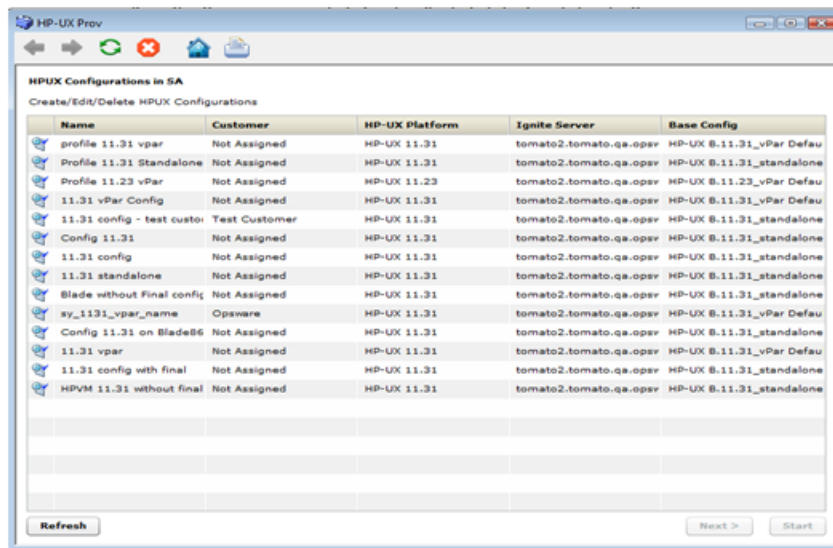 HP-UX Prov
HPUX Configurations in SA
Create/Edit/Delete HPUX Configurations
Name Customer HP-UX Platform Ignite Server Base Config
profile 11.31 vpar Not Assigned HP-UX 11.31 tomato2.tomato.qa.opsv HP-UX B.11.31_vPar Defau
Profile 11.31 Standalone Not Assigned HP-UX 11.31 tomato2.tomato.qa.opsv HP-UX B.11.31_standalone
Profile 11.23 vPar Not Assigned HP-UX 11.23 tomato2.tomato.qa.opsv HP-UX B.11.23_vPar Defau
11.31 vPar Config Not Assigned HP-UX 11.31 tomato2.tomato.qa.opsv HP-UX B.11.31_vPar Defau
11.31 config - test custo Test Customer HP-UX 11.31 tomato2.tomato.qa.opsv HP-UX B.11.31_standalone
Config 11.31 Not Assigned HP-UX 11.31 tomato2.tomato.qa.opsv HP-UX B.11.31_standalone
11.31 config Not Assigned HP-UX 11.31 tomato2.tomato.qa.opsv HP-UX B.11.31_standalone
11.31 standalone Not Assigned HP-UX 11.31 tomato2.tomato.qa.opsv HP-UX B.11.31_standalone
Blade without Final config Not Assigned HP-UX 11.31 tomato2.tomato.qa.opsv HP-UX B.11.31_standalone
sy_1131_vpar_name Opsware HP-UX 11.31 tomato2.tomato.qa.opsv HP-UX B.11.31_vPar Defau
Config 11.31 on Blade86 Not Assigned HP-UX 11.31 tomato2.tomato.qa.opsv HP-UX B.11.31_standalone
11.31 vpar Not Assigned HP-UX 11.31 tomato2.tomato.qa.opsv HP-UX B.11.31_vPar Defau
11.31 config with final Not Assigned HP-UX 11.31 tomato2.tomato.qa.opsv HP-UX B.11.31_standalone
HPVM 11.31 without final Not Assigned HP-UX 11.31 tomato2.tomato.qa.opsv HP-UX B.11.31_standalone
Refresh Next > Start